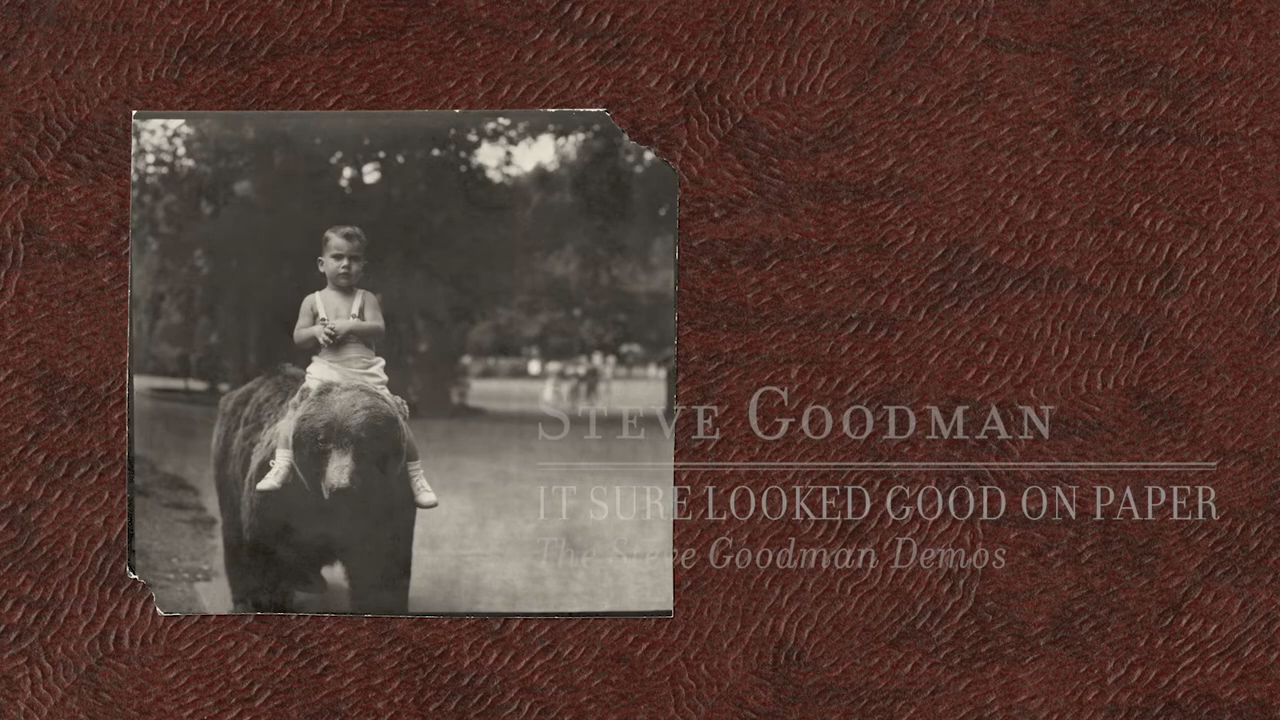 STEVE GOODMAN
IT SURE LOOKED GOOD ON PAPER
The Steve Goodman Demos